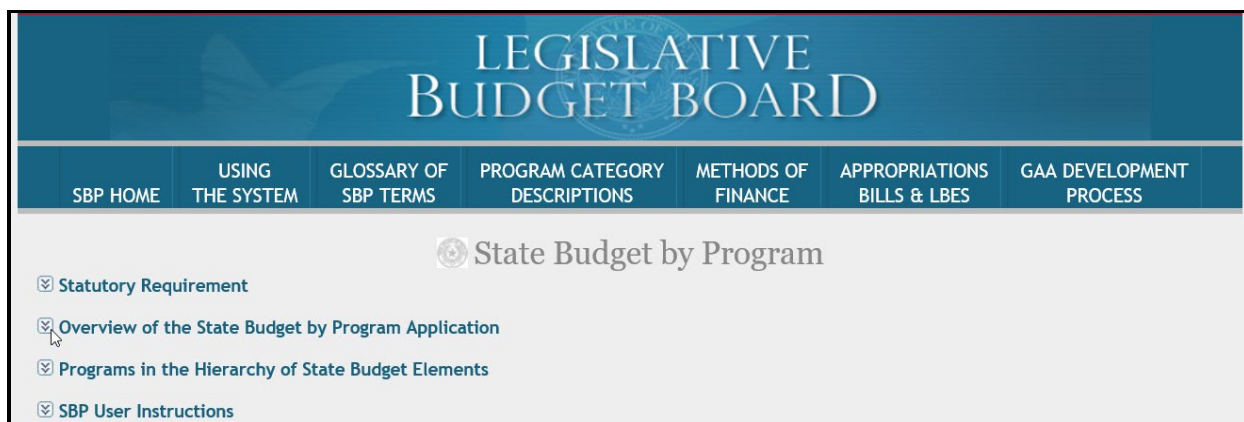 LEGISLATIVE
BUDGET BOARD
SBP HOME
USING
THE SYSTEM
GLOSSARY OF
SBP TERMS
PROGRAM CATEGORY
DESCRIPTIONS
METHODS OF
FINANCE
APPROPRIATIONS
BILLS & LBES
GAA DEVELOPMENT
PROCESS
State Budget by Program
Statutory Requirement
Overview of the State Budget by Program Application
Programs in the Hierarchy of State Budget Elements
SBP User Instructions